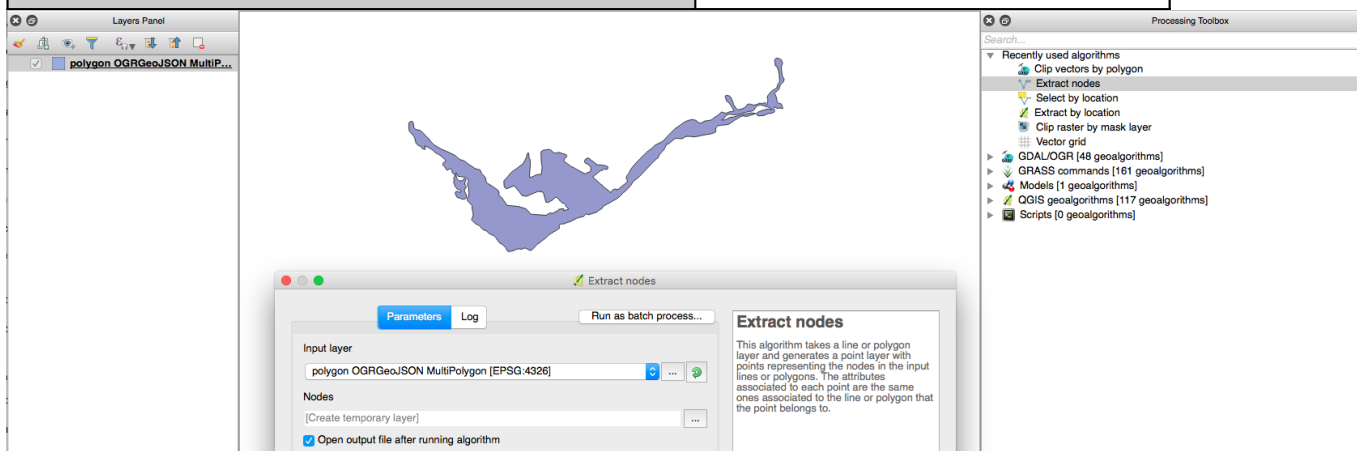 Layers Panel
polygon OGRGeoJSON MultiP...
Processing Toolbox
Search...
Recently used algorithms
Clip vectors by polygon
Extract nodes
Select by location
Extract by location
Clip raster by mask layer
Vector grid
GDAL/OGR [48 geoalgorithms]
GRASS commands [161 geoalgorithms]
Models [1 geoalgorithms]
QGIS geoalgorithms [117 geoalgorithms]
Scripts [0 geoalgorithms]
Extract nodes
Parameters Log Run as batch process...
Input layer
polygon OGRGeoJSON MultiPolygon [EPSG:4326] ...
Nodes
[Create temporary layer] ...
Open output file after running algorithm
Extract nodes
This algorithm takes a line or polygon
layer and generates a point layer with
points representing the nodes in the input
lines or polygons. The attributes
associated to each point are the same
ones associated to the line or polygon that
the point belongs to.